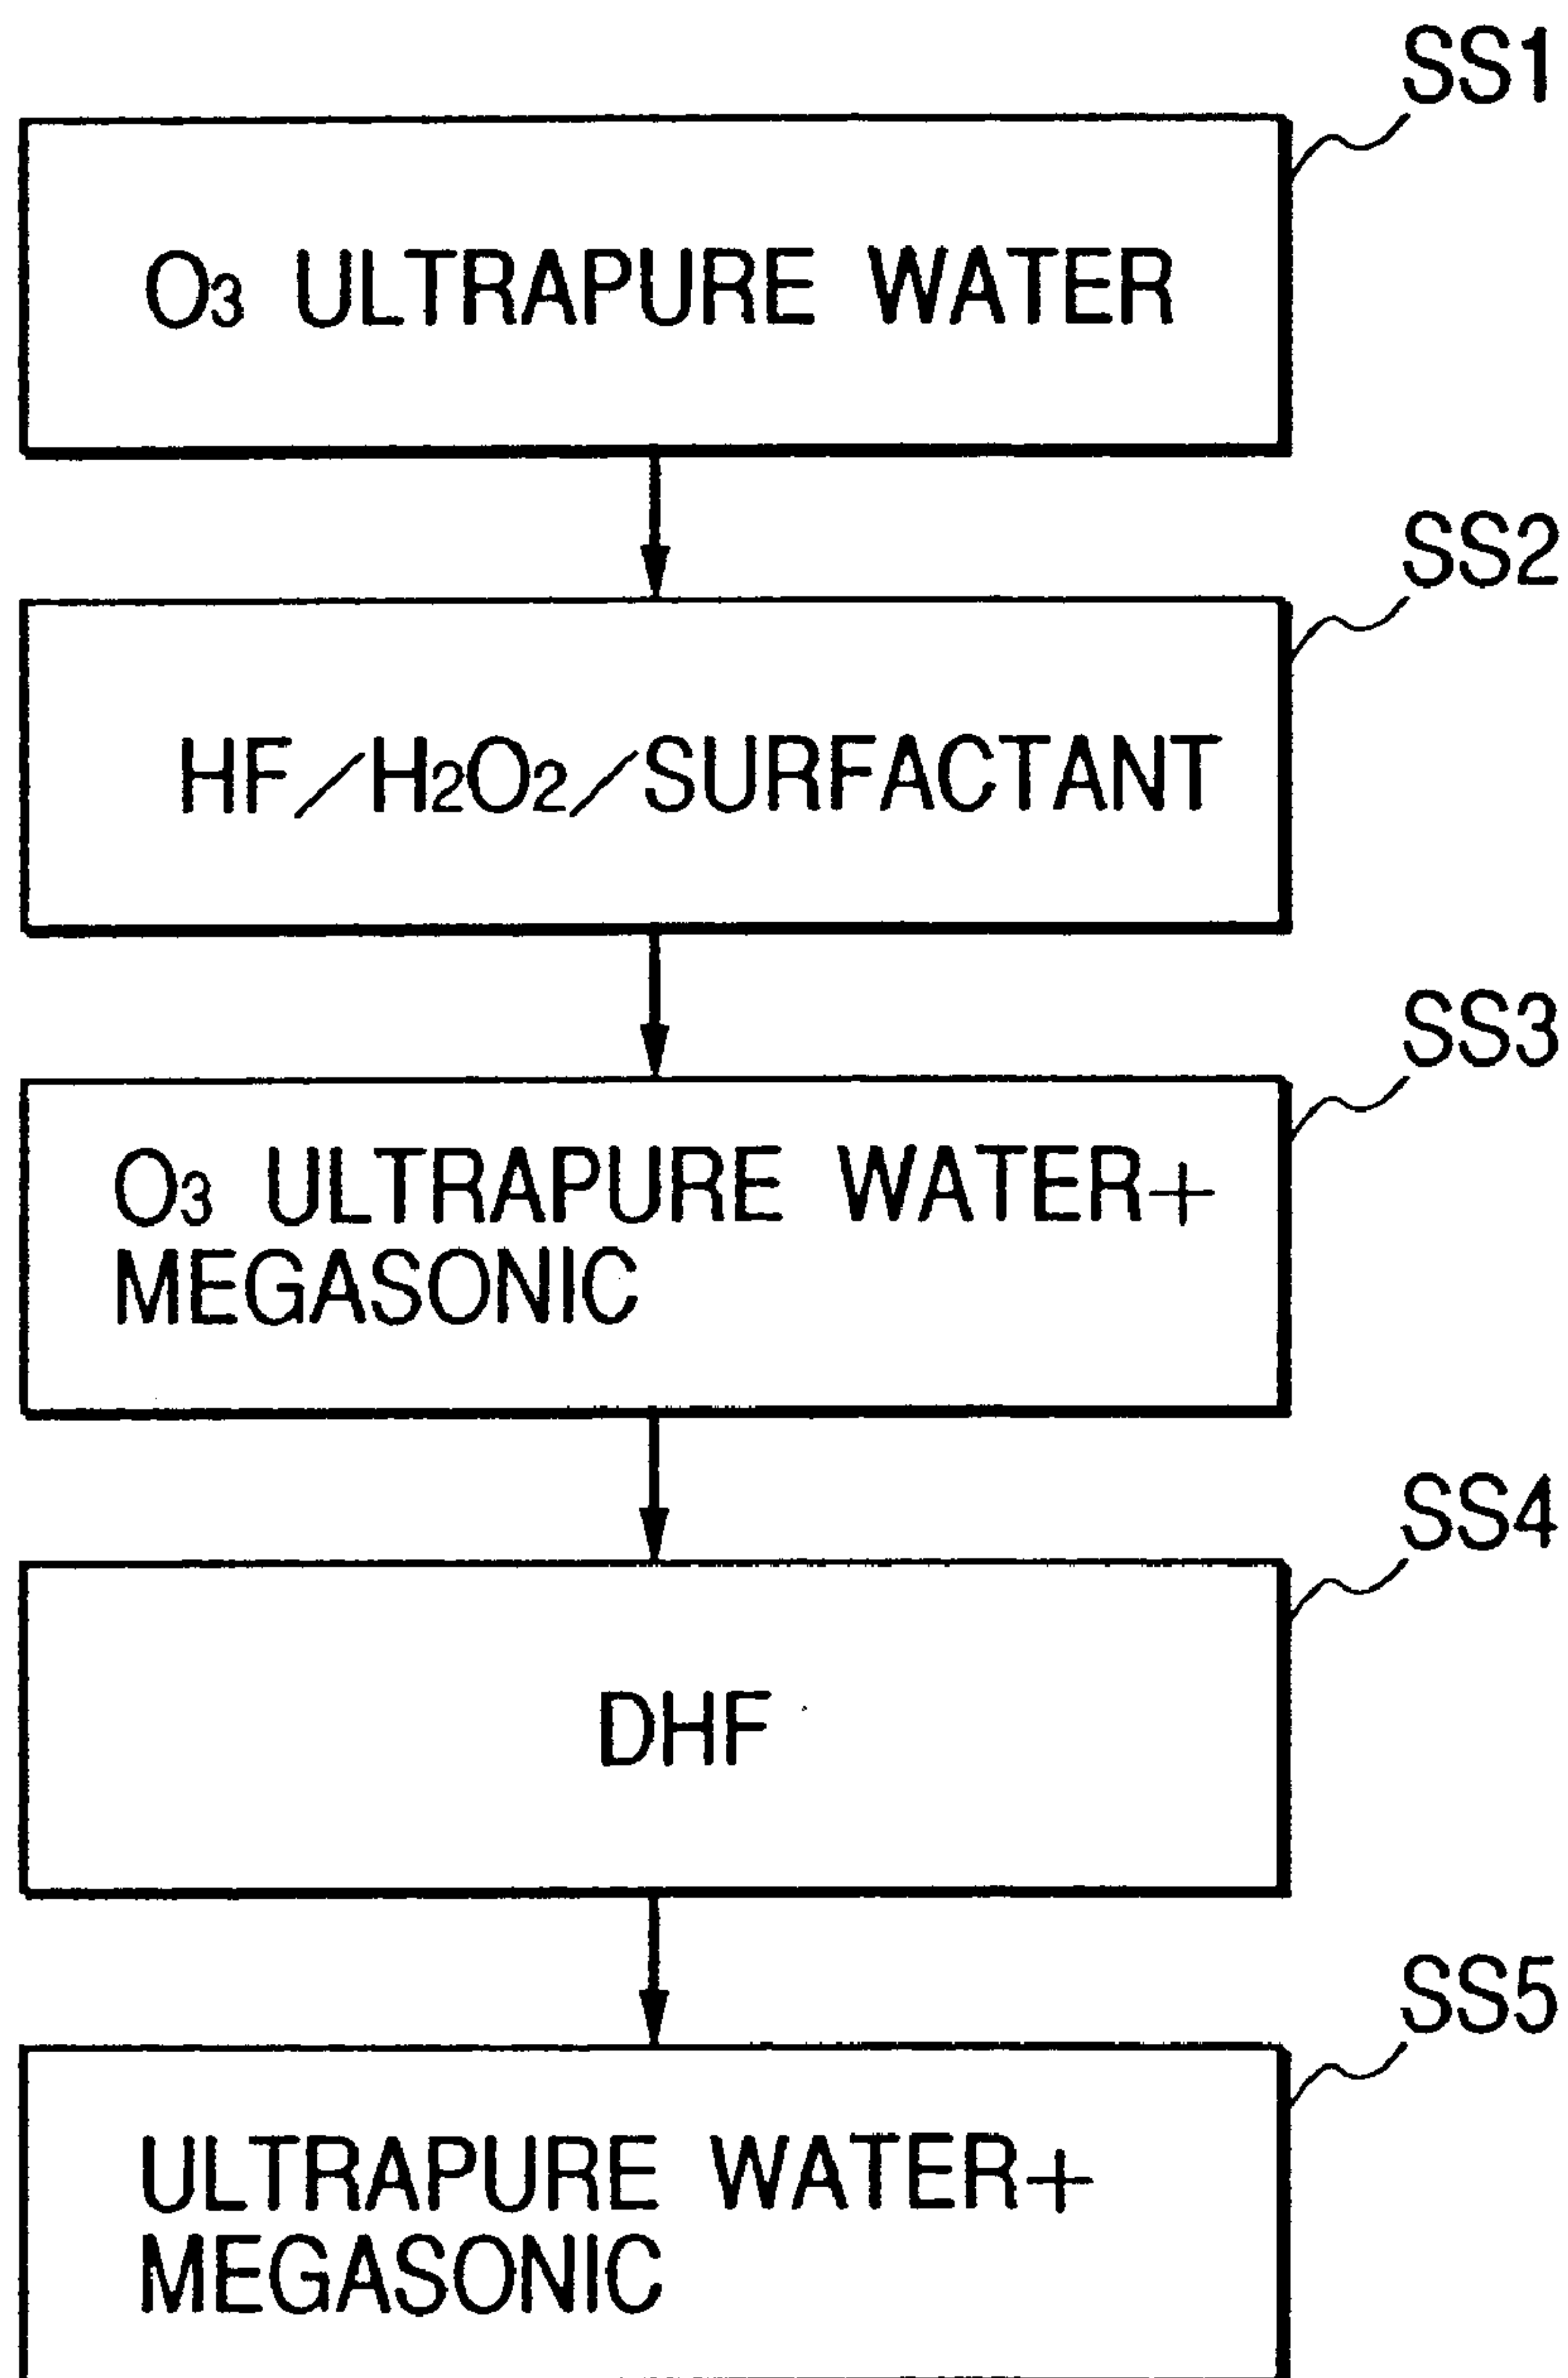 SS1
O3 ULTRAPURE WATER
SS2
HF/H2O2/SURFACTANT
SS3
O3 ULTRAPURE WATER+
MEGASONIC
SS4
DHF
SS5
ULTRAPURE WATER+
MEGASONIC